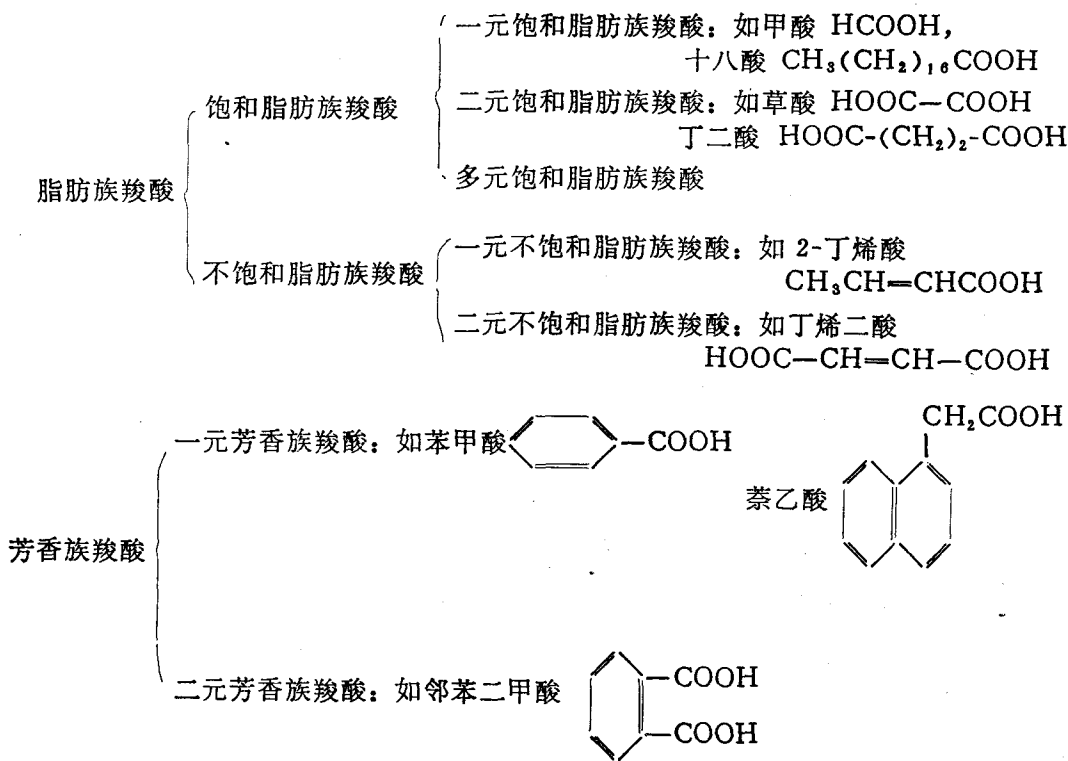 一元饱和脂肪族羧酸：如甲酸 HCOOH，
十八酸 CH₃(CH₂)₁₆COOH
饱和脂肪族羧酸
二元饱和脂肪族羧酸：如草酸 HOOC—COOH
丁二酸 HOOC-(CH₂)₂-COOH
多元饱和脂肪族羧酸
脂肪族羧酸
一元不饱和脂肪族羧酸：如 2-丁烯酸
不饱和脂肪族羧酸
CH₃CH=CHCOOH
二元不饱和脂肪族羧酸：如丁烯二酸
HOOC—CH=CH—COOH
一元芳香族羧酸：如苯甲酸 —COOH
CH₂COOH
萘乙酸
芳香族羧酸
二元芳香族羧酸：如邻苯二甲酸
—COOH
—COOH